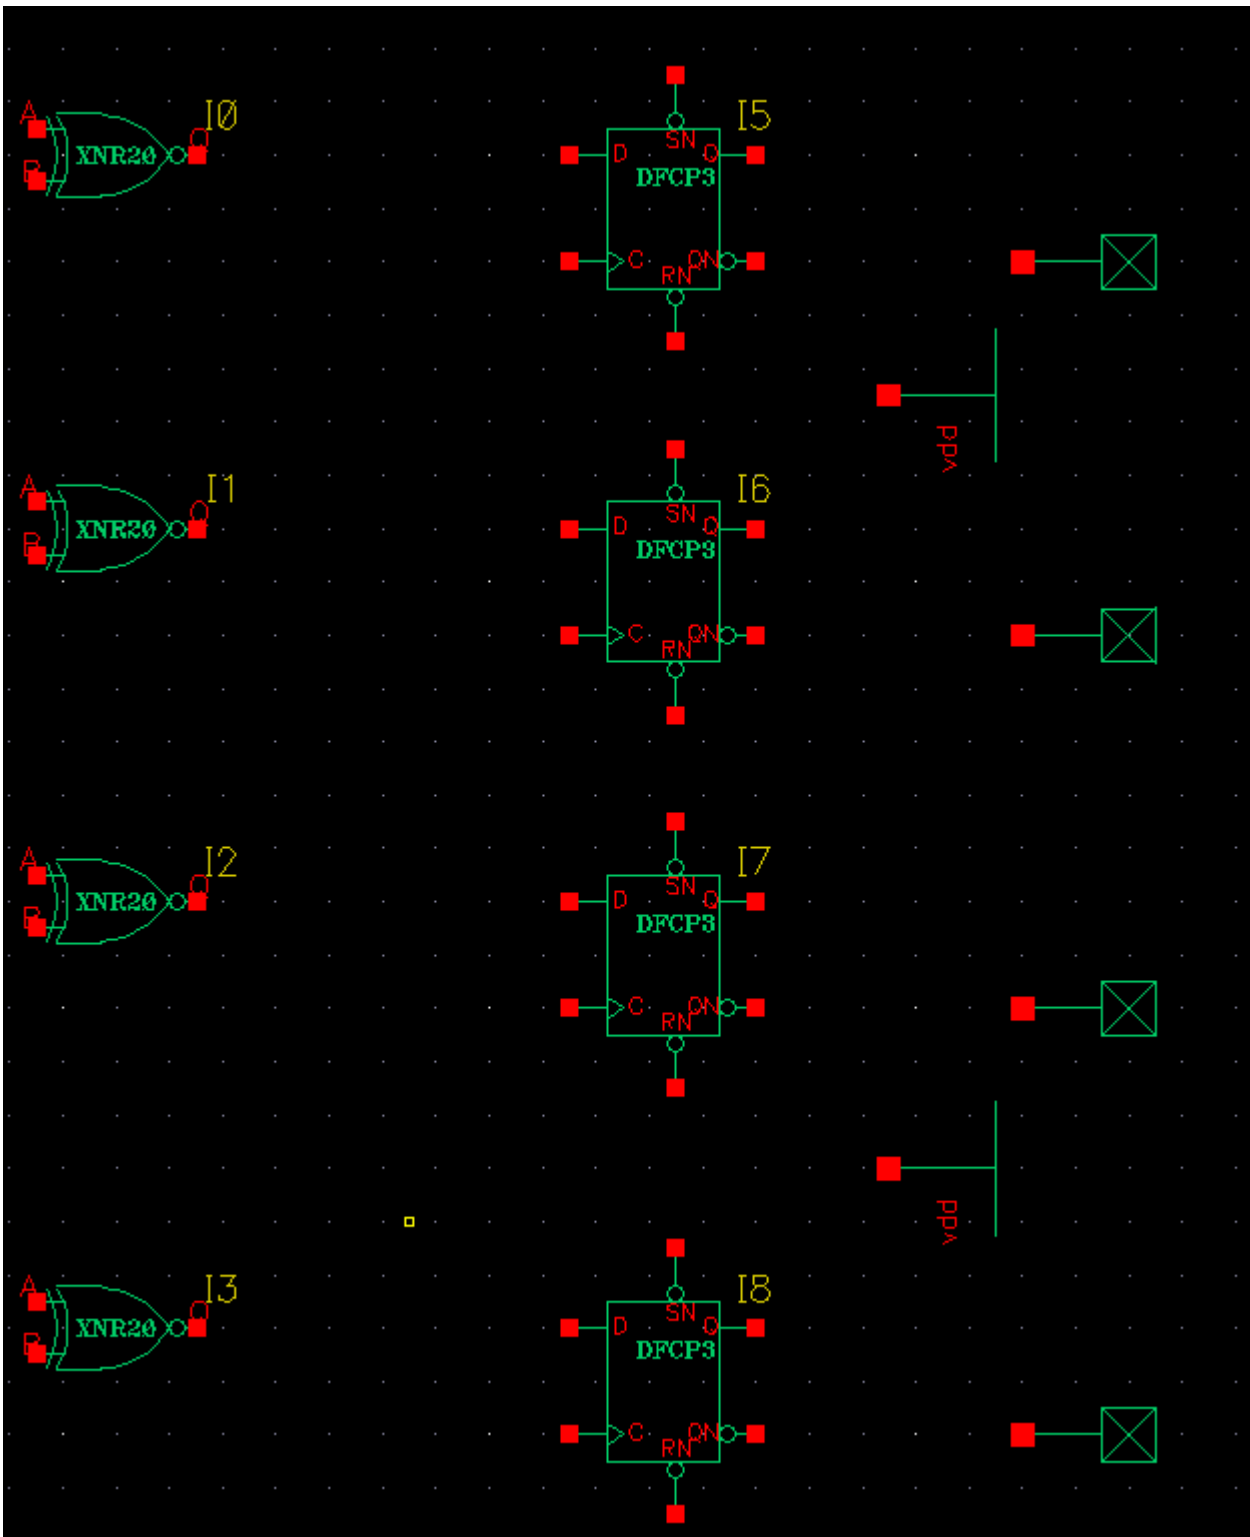 A
I0
Q
XNR20
B
I5
SN
D
Q
DFCP3
C
QN
RN
vdd
A
I1
Q
XNR20
B
I6
SN
D
Q
DFCP3
C
QN
RN
A
I2
Q
XNR20
B
I7
SN
D
Q
DFCP3
C
QN
RN
vdd
A
I3
Q
XNR20
B
I8
SN
D
Q
DFCP3
C
QN
RN